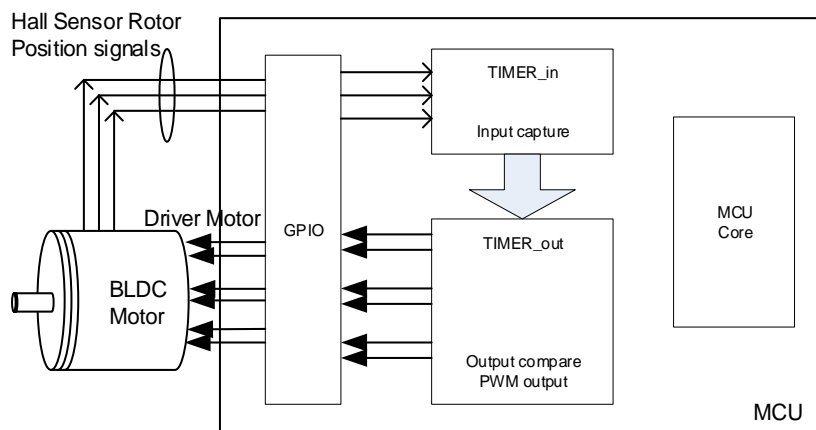 Hall Sensor Rotor
Position signals
TIMER_in
Input capture
Driver Motor
GPIO
TIMER_out
MCU
Core
BLDC
Motor
Output compare
PWM output
MCU